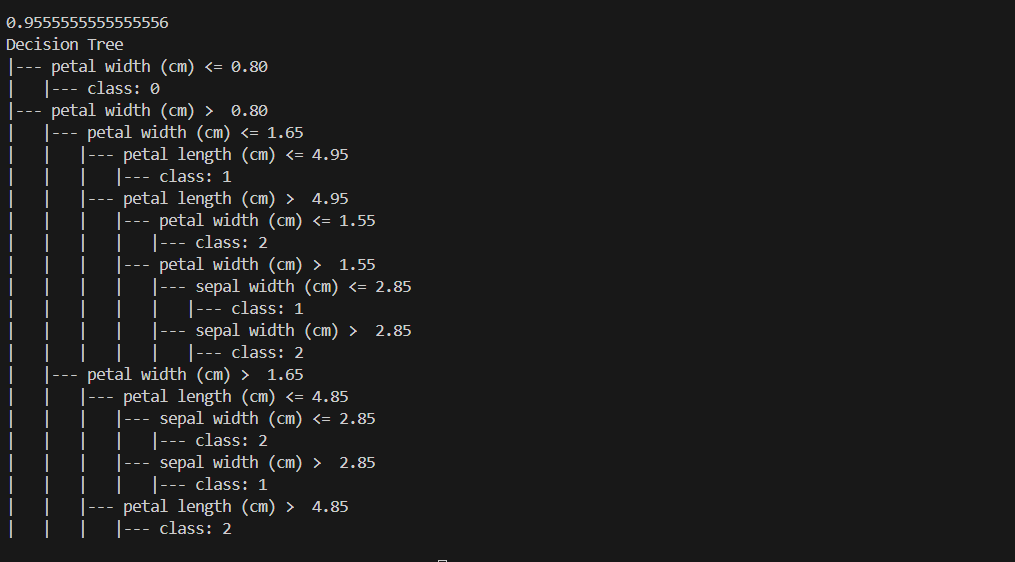 0.9555555555555556
Decision Tree
|--- petal width (cm) <= 0.80
|   |--- class: 0
|--- petal width (cm) >  0.80
|   |--- petal width (cm) <= 1.65
|   |   |--- petal length (cm) <= 4.95
|   |   |   |--- class: 1
|   |   |--- petal length (cm) >  4.95
|   |   |   |--- petal width (cm) <= 1.55
|   |   |   |   |--- class: 2
|   |   |   |--- petal width (cm) >  1.55
|   |   |   |   |--- sepal width (cm) <= 2.85
|   |   |   |   |   |--- class: 1
|   |   |   |   |--- sepal width (cm) >  2.85
|   |   |   |   |   |--- class: 2
|   |--- petal width (cm) >  1.65
|   |   |--- petal length (cm) <= 4.85
|   |   |   |--- sepal width (cm) <= 2.85
|   |   |   |   |--- class: 2
|   |   |   |--- sepal width (cm) >  2.85
|   |   |   |   |--- class: 1
|   |   |--- petal length (cm) >  4.85
|   |   |   |--- class: 2